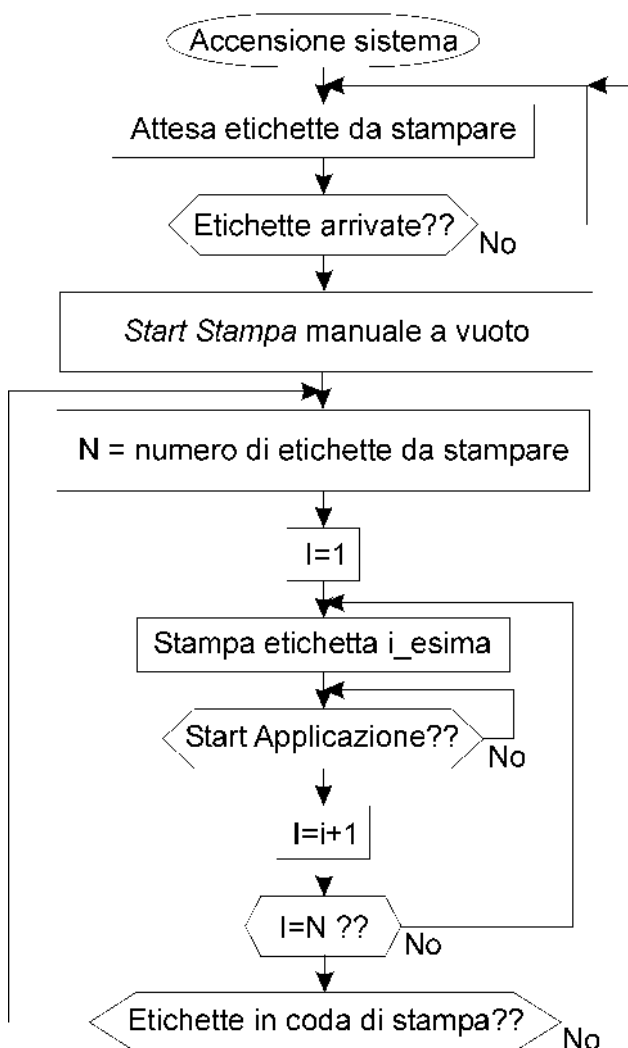 Accensione sistema
Attesa etichette da stampare
Etichette arrivate??
No
Start Stampa manuale a vuoto
N = numero di etichette da stampare
I=1
Stampa etichetta i_esima
Start Applicazione??
No
I=i+1
I=N ??
No
Etichette in coda di stampa??
No